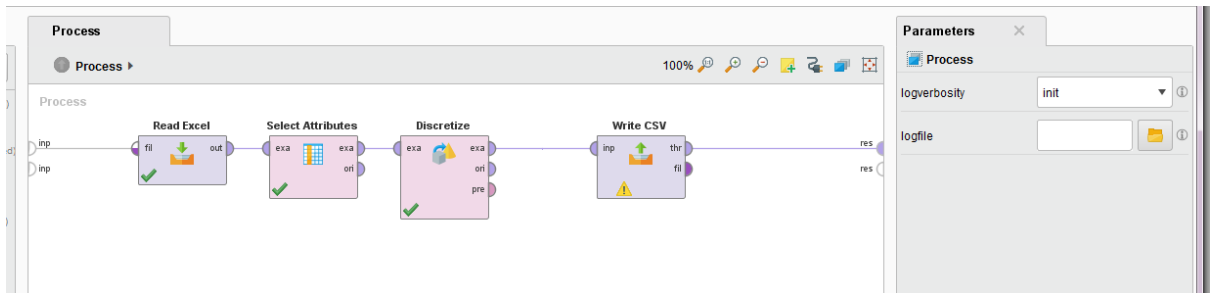 Process
Parameters
Process
100%
Process
logverbosity
init
Process
Read Excel
Select Attributes
Discretize
Write CSV
inp
fil
out
exa
exa
exa
exa
inp
thr
res
inp
ori
ori
fil
res
pre
logfile